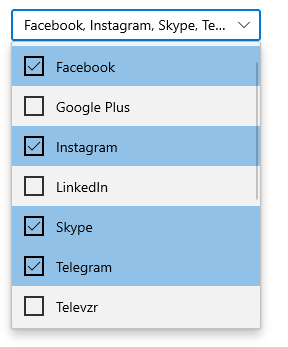 Facebook, Instagram, Skype, Te...
Facebook
Google Plus
Instagram
LinkedIn
Skype
Telegram
Televzr